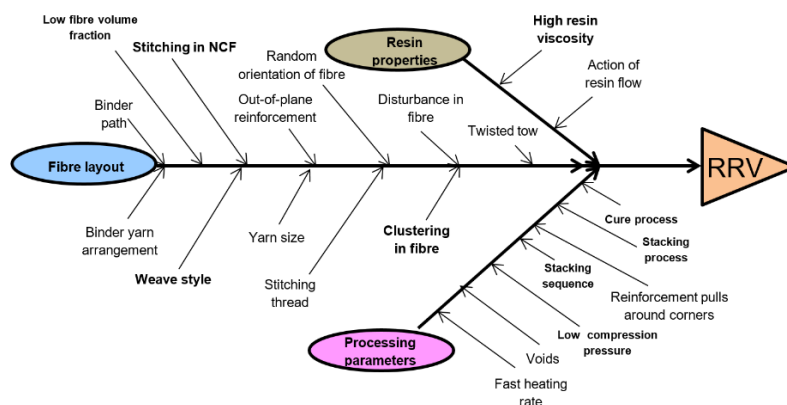 Low fibre volume
fraction
Stitching in NCF
Random
orientation of fibre
Resin
properties
High resin
viscosity
Action of
resin flow
Binder
path
Out-of-plane
reinforcement
Disturbance in
fibre
Twisted tow
Fibre layout
RRV
Binder yarn
arrangement
Weave style
Yarn size
Stitching
thread
Clustering
in fibre
Cure process
Stacking
process
Stacking
sequence
Reinforcement pulls
around corners
Low compression
pressure
Processing
parameters
Voids
Fast heating
rate